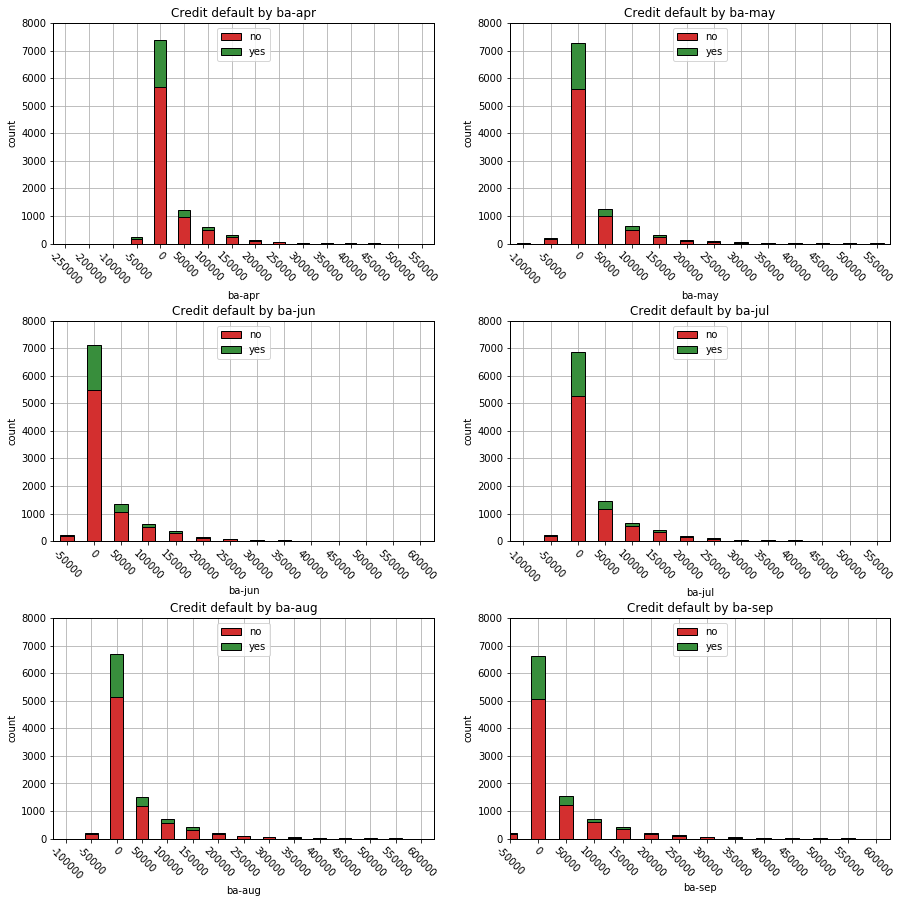 Credit default by ba-apr
no
yes
count
8000
7000
6000
5000
4000
3000
2000
1000
0
-250000 -200000 -100000 -50000 0 50000 100000 150000 200000 250000 300000 350000 400000 450000 500000 550000
ba-apr
Credit default by ba-may
no
yes
count
8000
7000
6000
5000
4000
3000
2000
1000
0
-100000 -50000 0 50000 100000 150000 200000 250000 300000 350000 400000 450000 500000 550000
ba-may
Credit default by ba-jun
no
yes
count
8000
7000
6000
5000
4000
3000
2000
1000
0
-50000 0 50000 100000 150000 200000 250000 300000 350000 400000 450000 500000 550000 600000
ba-jun
Credit default by ba-jul
no
yes
count
8000
7000
6000
5000
4000
3000
2000
1000
0
-100000 -50000 0 50000 100000 150000 200000 250000 300000 350000 400000 450000 500000 550000
ba-jul
Credit default by ba-aug
no
yes
count
8000
7000
6000
5000
4000
3000
2000
1000
0
-100000 -50000 0 50000 100000 150000 200000 250000 300000 350000 400000 450000 500000 550000 600000
ba-aug
Credit default by ba-sep
no
yes
count
8000
7000
6000
5000
4000
3000
2000
1000
0
-50000 0 50000 100000 150000 200000 250000 300000 350000 400000 450000 500000 550000 600000
ba-sep